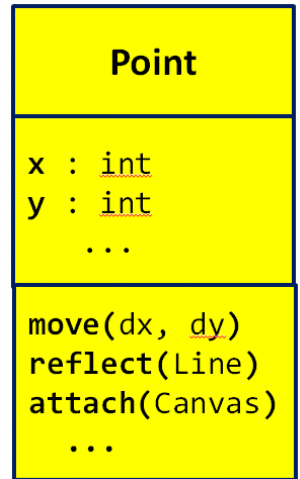 Point
x : int
y : int
...
move(dx, dy)
reflect(Line)
attach(Canvas)
...